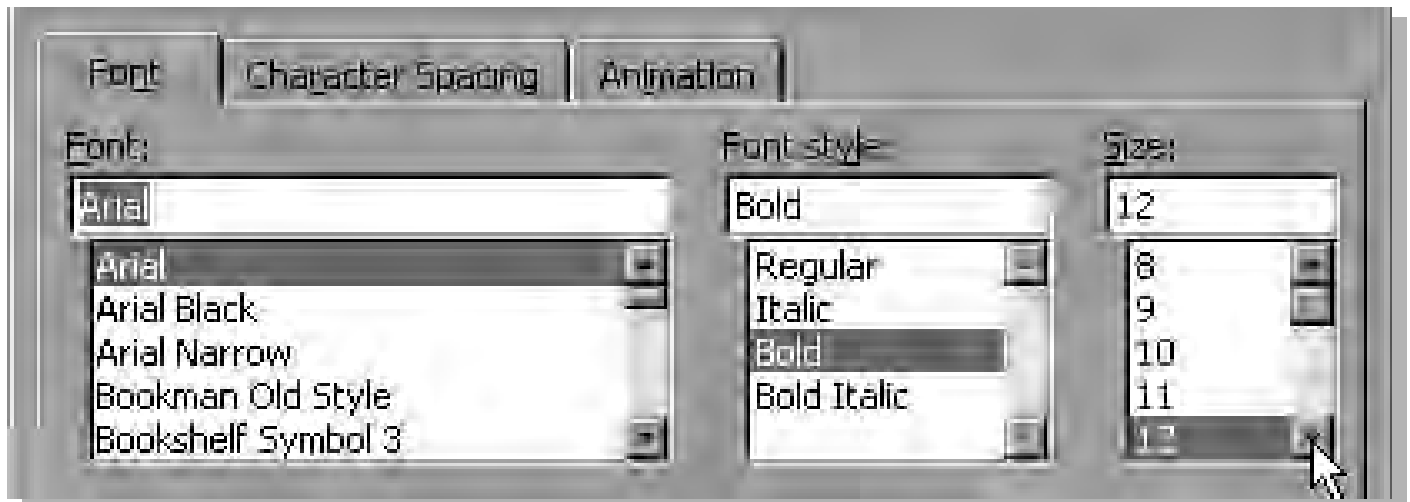 Font Character Spacing Animation
Font: Font style: Size:
Arial Bold 12
Arial Regular 8
Arial Black Italic 9
Arial Narrow Bold 10
Bookman Old Style Bold Italic 11
Bookshelf Symbol 3 12